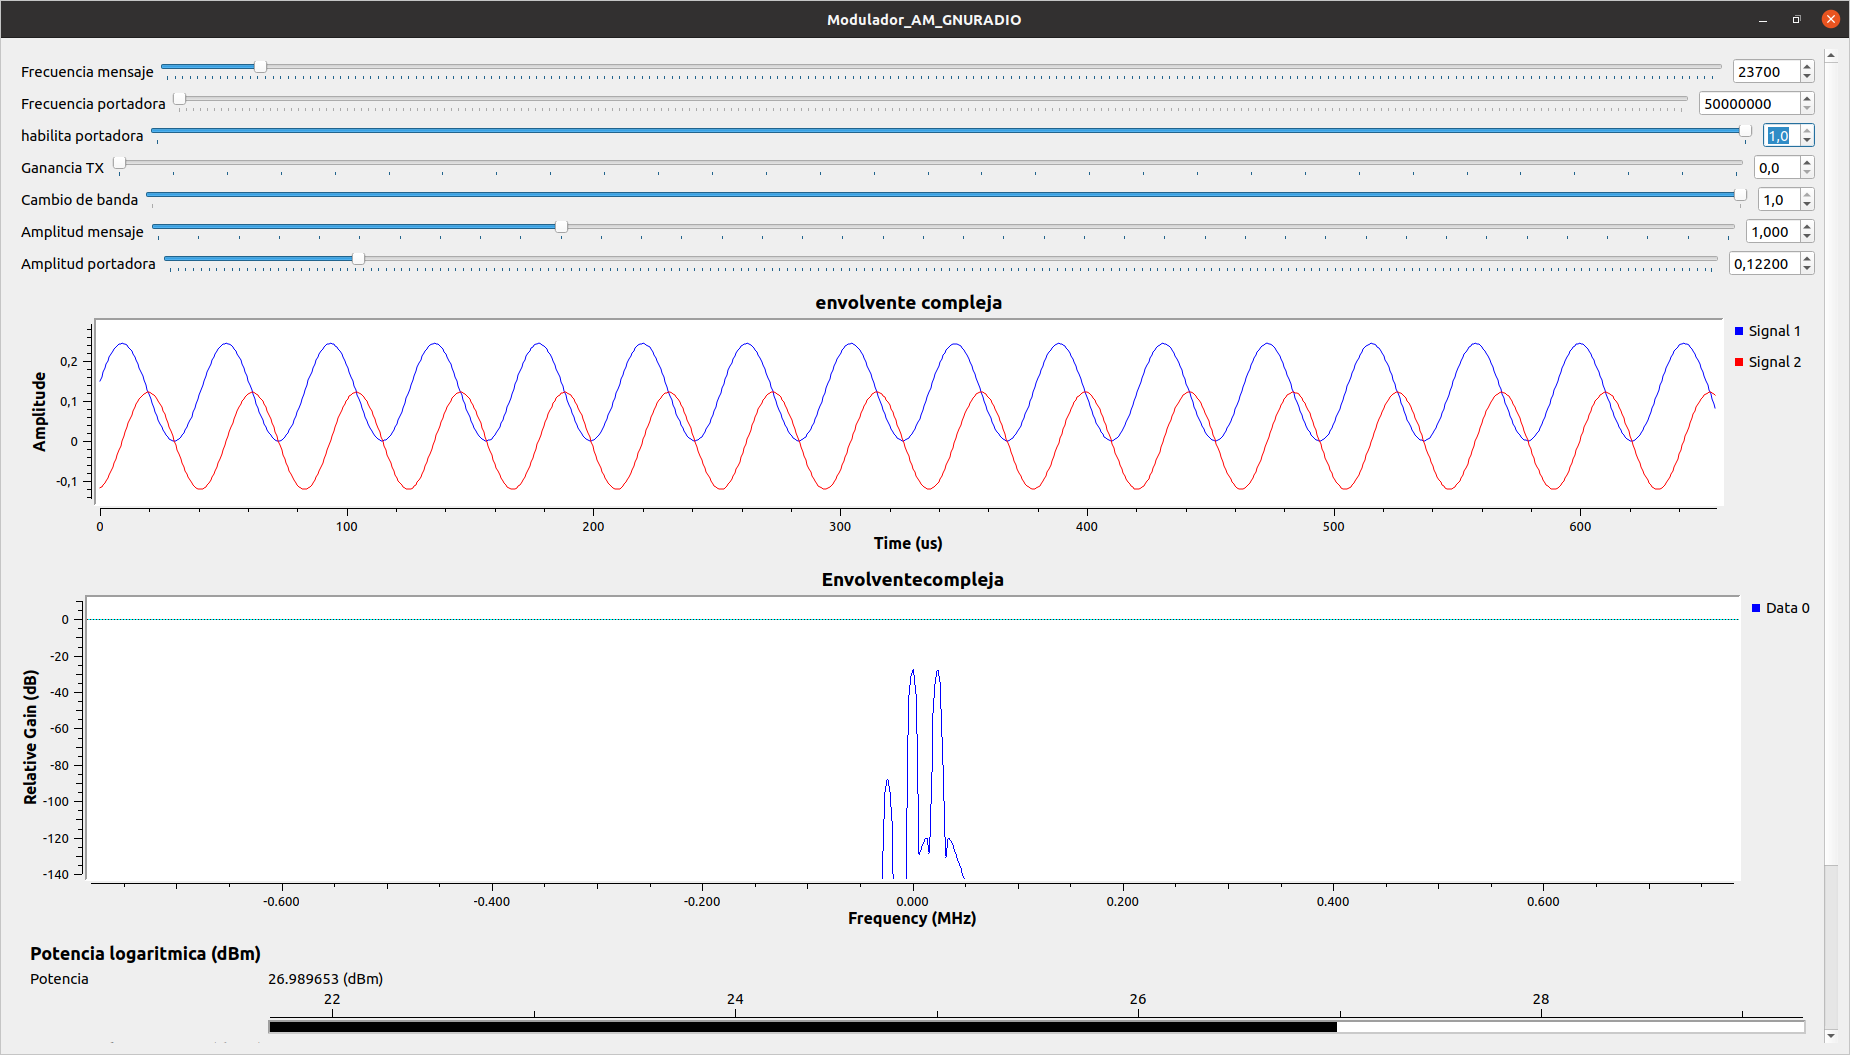 Modulador_AM_GNURADIO
Frecuencia mensaje 23700
Frecuencia portadora 50000000
habilita portadora 1,0
Ganancia TX 0,0
Cambio de banda 1,0
Amplitud mensaje 1,000
Amplitud portadora 0,12200
envolvente compleja
Amplitude
0,2
0,1
0
-0,1
0 100 200 300 400 500 600
Time (us)
Signal 1
Signal 2
Envolventecompleja
Relative Gain (dB)
0
-20
-40
-60
-80
-100
-120
-140
-0.600 -0.400 -0.200 0.000 0.200 0.400 0.600
Frequency (MHz)
Data 0
Potencia logaritmica (dBm)
Potencia 26.989653 (dBm)
22 24 26 28